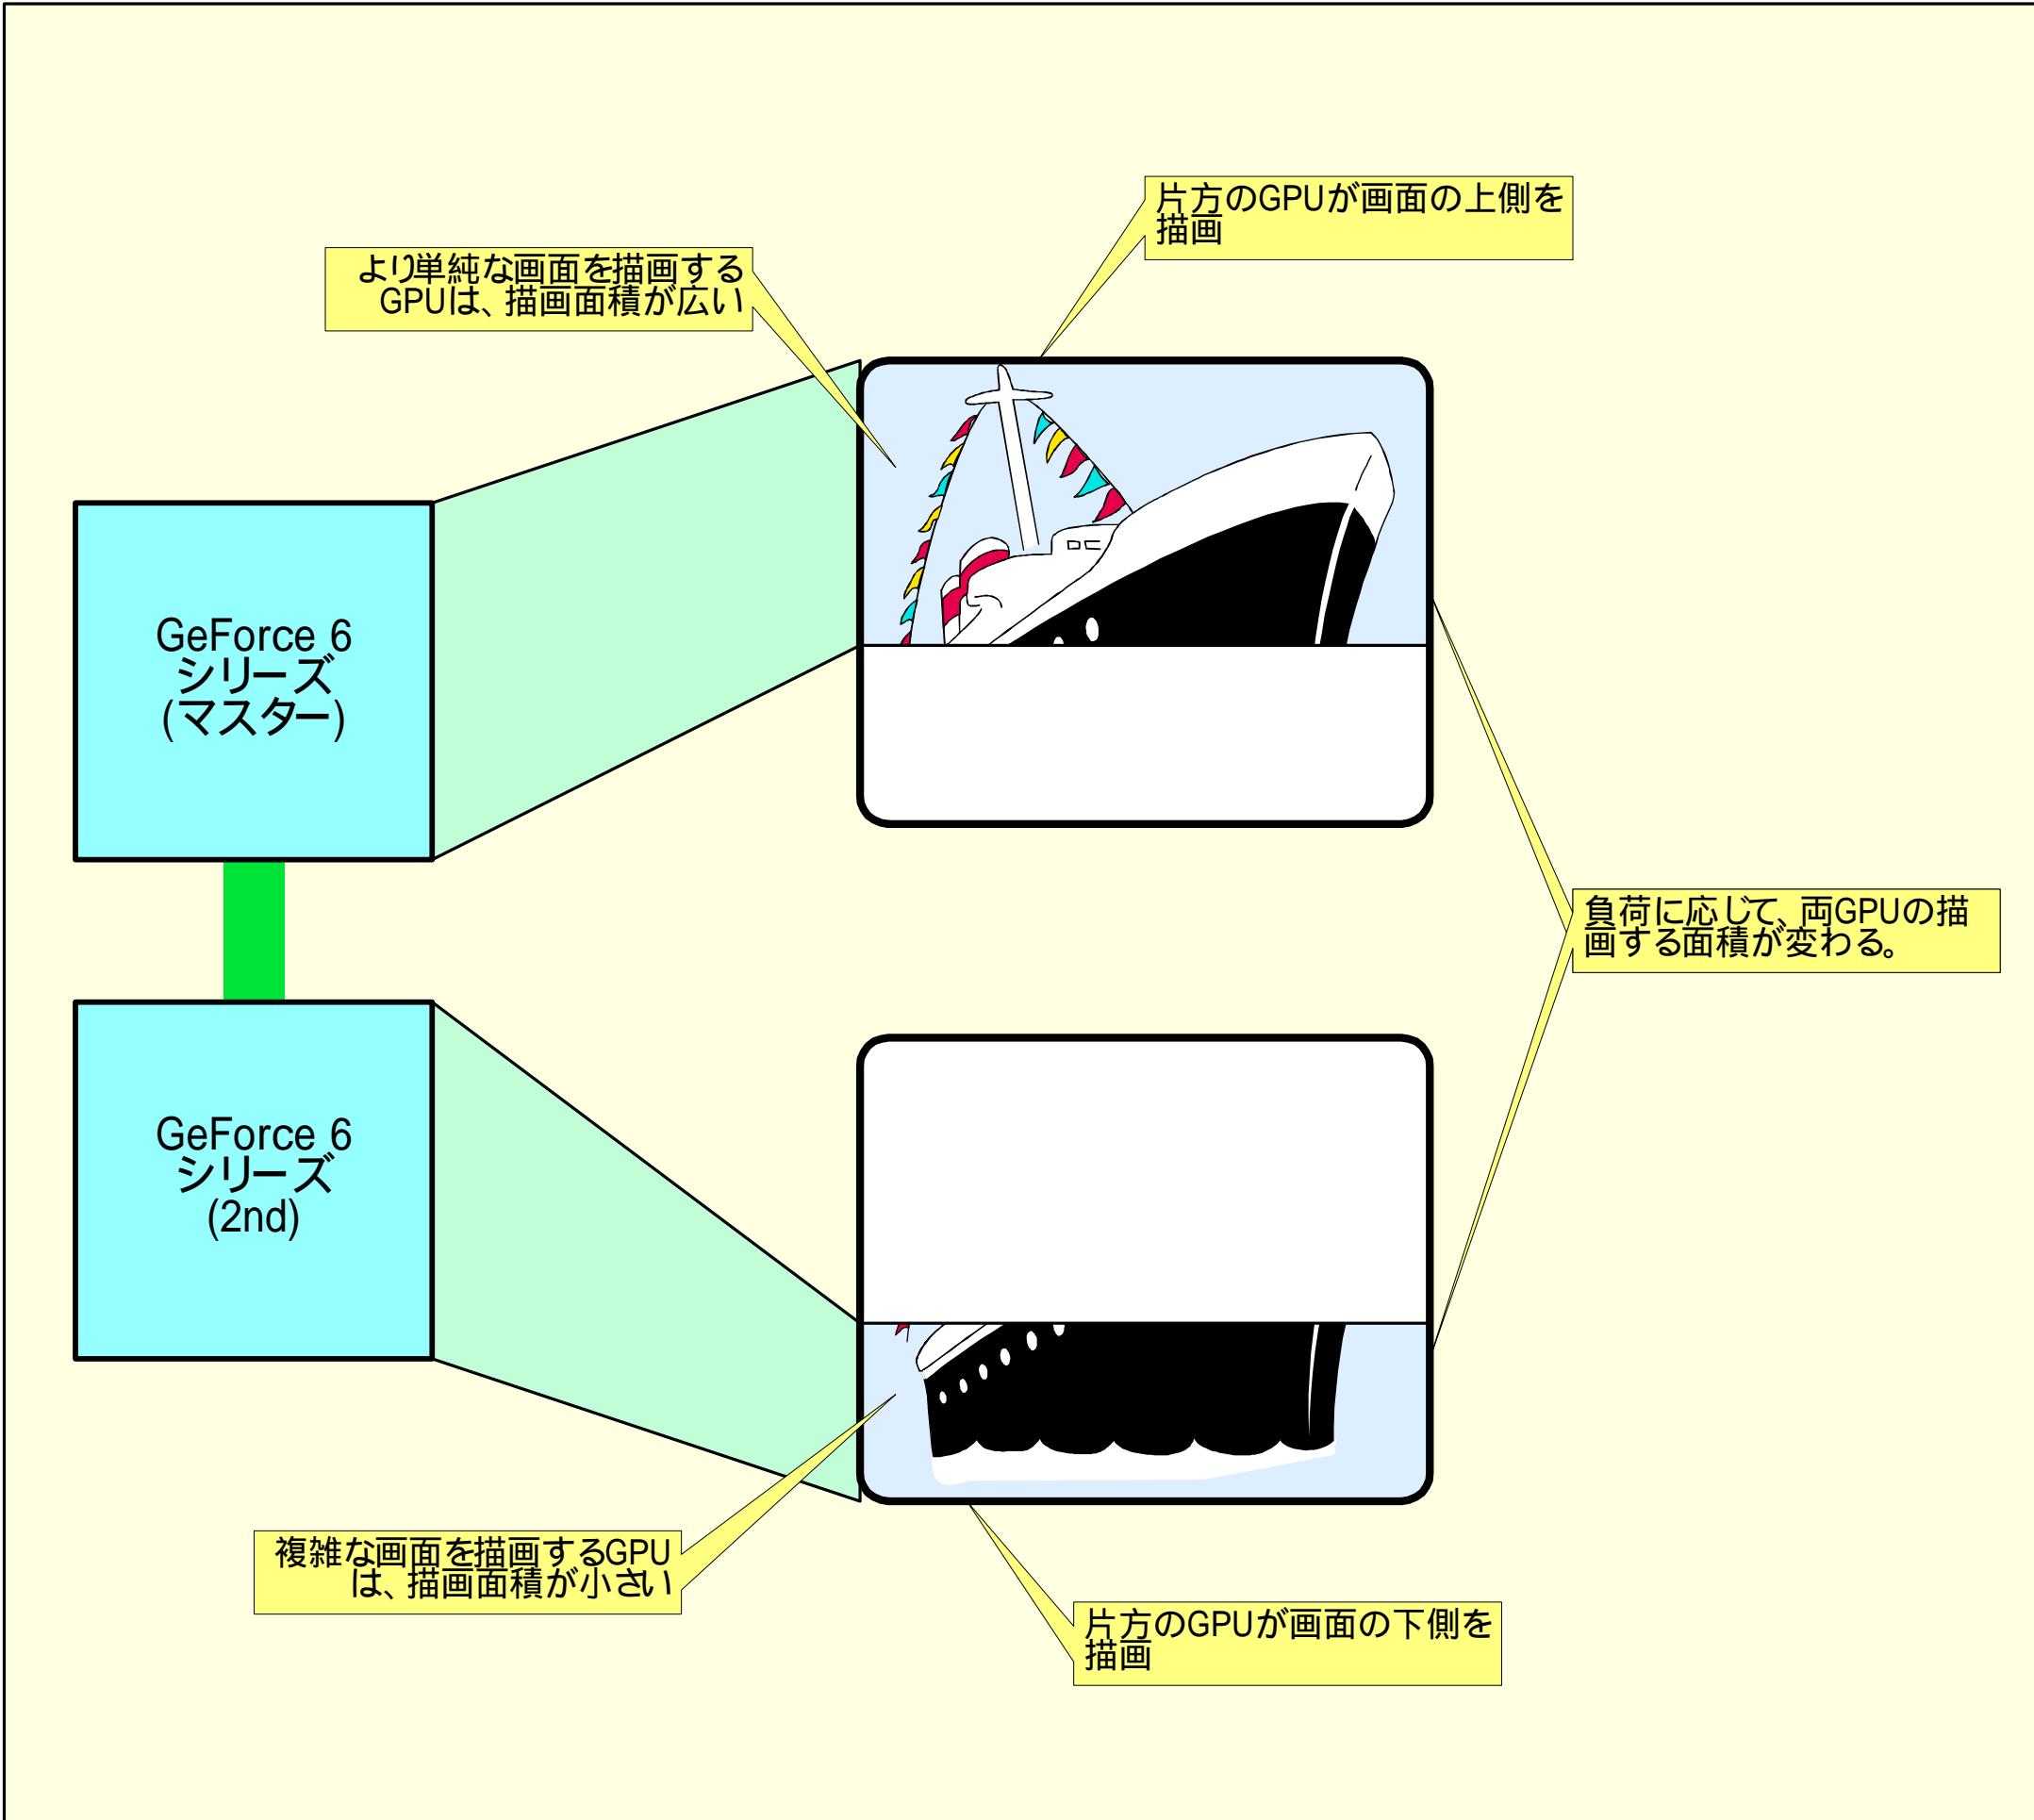 片方のGPUが画面の上側を
描画
より単純な画面を描画する
GPUは、描画面積が広い
GeForce 6
シリーズ
(マスター)
負荷に応じて、両GPUの描
画する面積が変わる。
GeForce 6
シリーズ
(2nd)
複雑な画面を描画するGPU
は、描画面積が小さい
片方のGPUが画面の下側を
描画